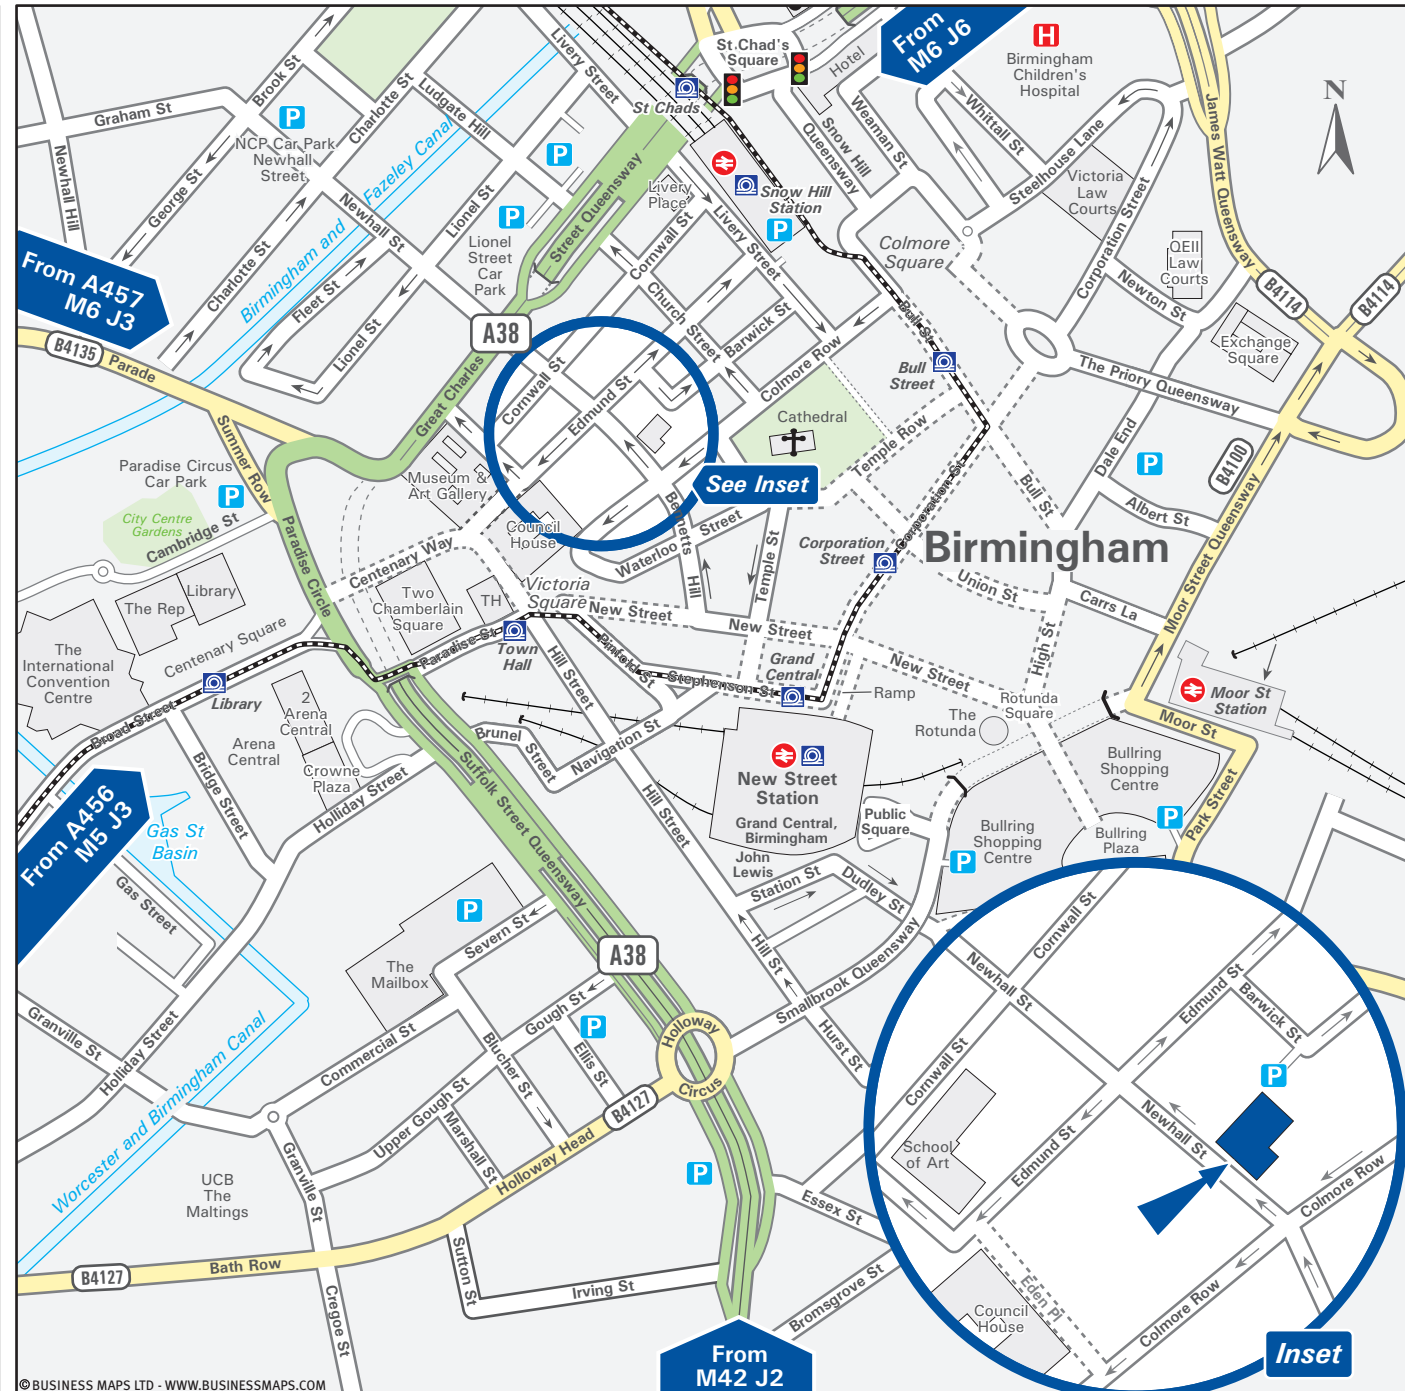 From
M6 J6
St Chad's
Square
Hotel
H
Birmingham
Children's
Hospital
N
Livery Street
St Chads
Brook St
Charlotte St
Ludgate Hill
Graham St
P
NCP Car Park
Newhall
Street
Newhall Hill
George St
Fazeley Canal
Birmingham and
Newhall St
Lionel St
P
P
Lionel
Street
Car
Park
Street Queensway
Livery
Place
Snow Hill
Station
P
Snow Hill
Queensway
Weaman St
Whittall St
Steelhouse Lane
Victoria
Law
Courts
Corporation Street
James Watt Queensway
QEII
Law
Courts
Newton St
B4114
B4114
Exchange
Square
Colmore
Square
Livery Street
Cornwall St
Church Street
Barwick St
Colmore Row
Charlotte St
Fleet St
Lionel St
From A457
M6 J3
B4135
Parade
A38
Great Charles
Cornwall St
Edmund St
Bull St
Bull
Street
The Priory Queensway
Cathedral
Temple Row
See Inset
Summer Row
Paradise Circus
Car Park
P
City Centre
Gardens
Cambridge St
Museum &
Art Gallery
Council
House
Bennetts
Hill
Waterloo Street
Temple St
Corporation St
Corporation
Street
Birmingham
Bull St
Dale End
P
Albert St
B4100
Moor Street Queensway
Union St
Carrs La
High St
Paradise Circle
Centenary Way
Two
Chamberlain
Square
TH
Victoria
Square
Library
The Rep
Centenary Square
The
International
Convention
Centre
Library
Broad Street
Paradise St
Town
Hall
New Street
New Street
New Street
Pinfold St
Stephenson St
Grand
Central
Ramp
Hill Street
Navigation St
Brunel
Street
2
Arena
Central
Arena
Central
Crowne
Plaza
Holliday Street
Bridge Street
Gas St
Basin
From A456
M5 J3
Gas Street
Suffolk Street Queensway
New Street
Station
Grand Central,
Birmingham
John
Lewis
Public
Square
Rotunda
Square
The
Rotunda
Moor St
Station
Moor St
Bullring
Shopping
Centre
P
Park Street
Bullring
Shopping
Centre
P
Bullring
Plaza
Hill Street
Station St
Dudley St
Hill St
Smallbrook Queensway
Hurst St
P
The
Mailbox
Severn St
A38
Gough St
P
Ellis St
Blucher St
Commercial St
Upper Gough St
Marshall St
Holloway
Circus
B4127
Holloway Head
Granville St
Holliday Street
Worcester and Birmingham Canal
Granville St
UCB
The
Maltings
B4127
Bath Row
Cregoe St
Sutton St
Irving St
P
Essex St
Bromsgrove St
From
M42 J2
Cornwall St
Newhall St
Edmund St
Barwick St
P
Cornwall St
School
of Art
Edmund St
Newhall St
Colmore Row
Eden Pl
Council
House
Colmore Row
Inset
© BUSINESS MAPS LTD - WWW.BUSINESSMAPS.COM